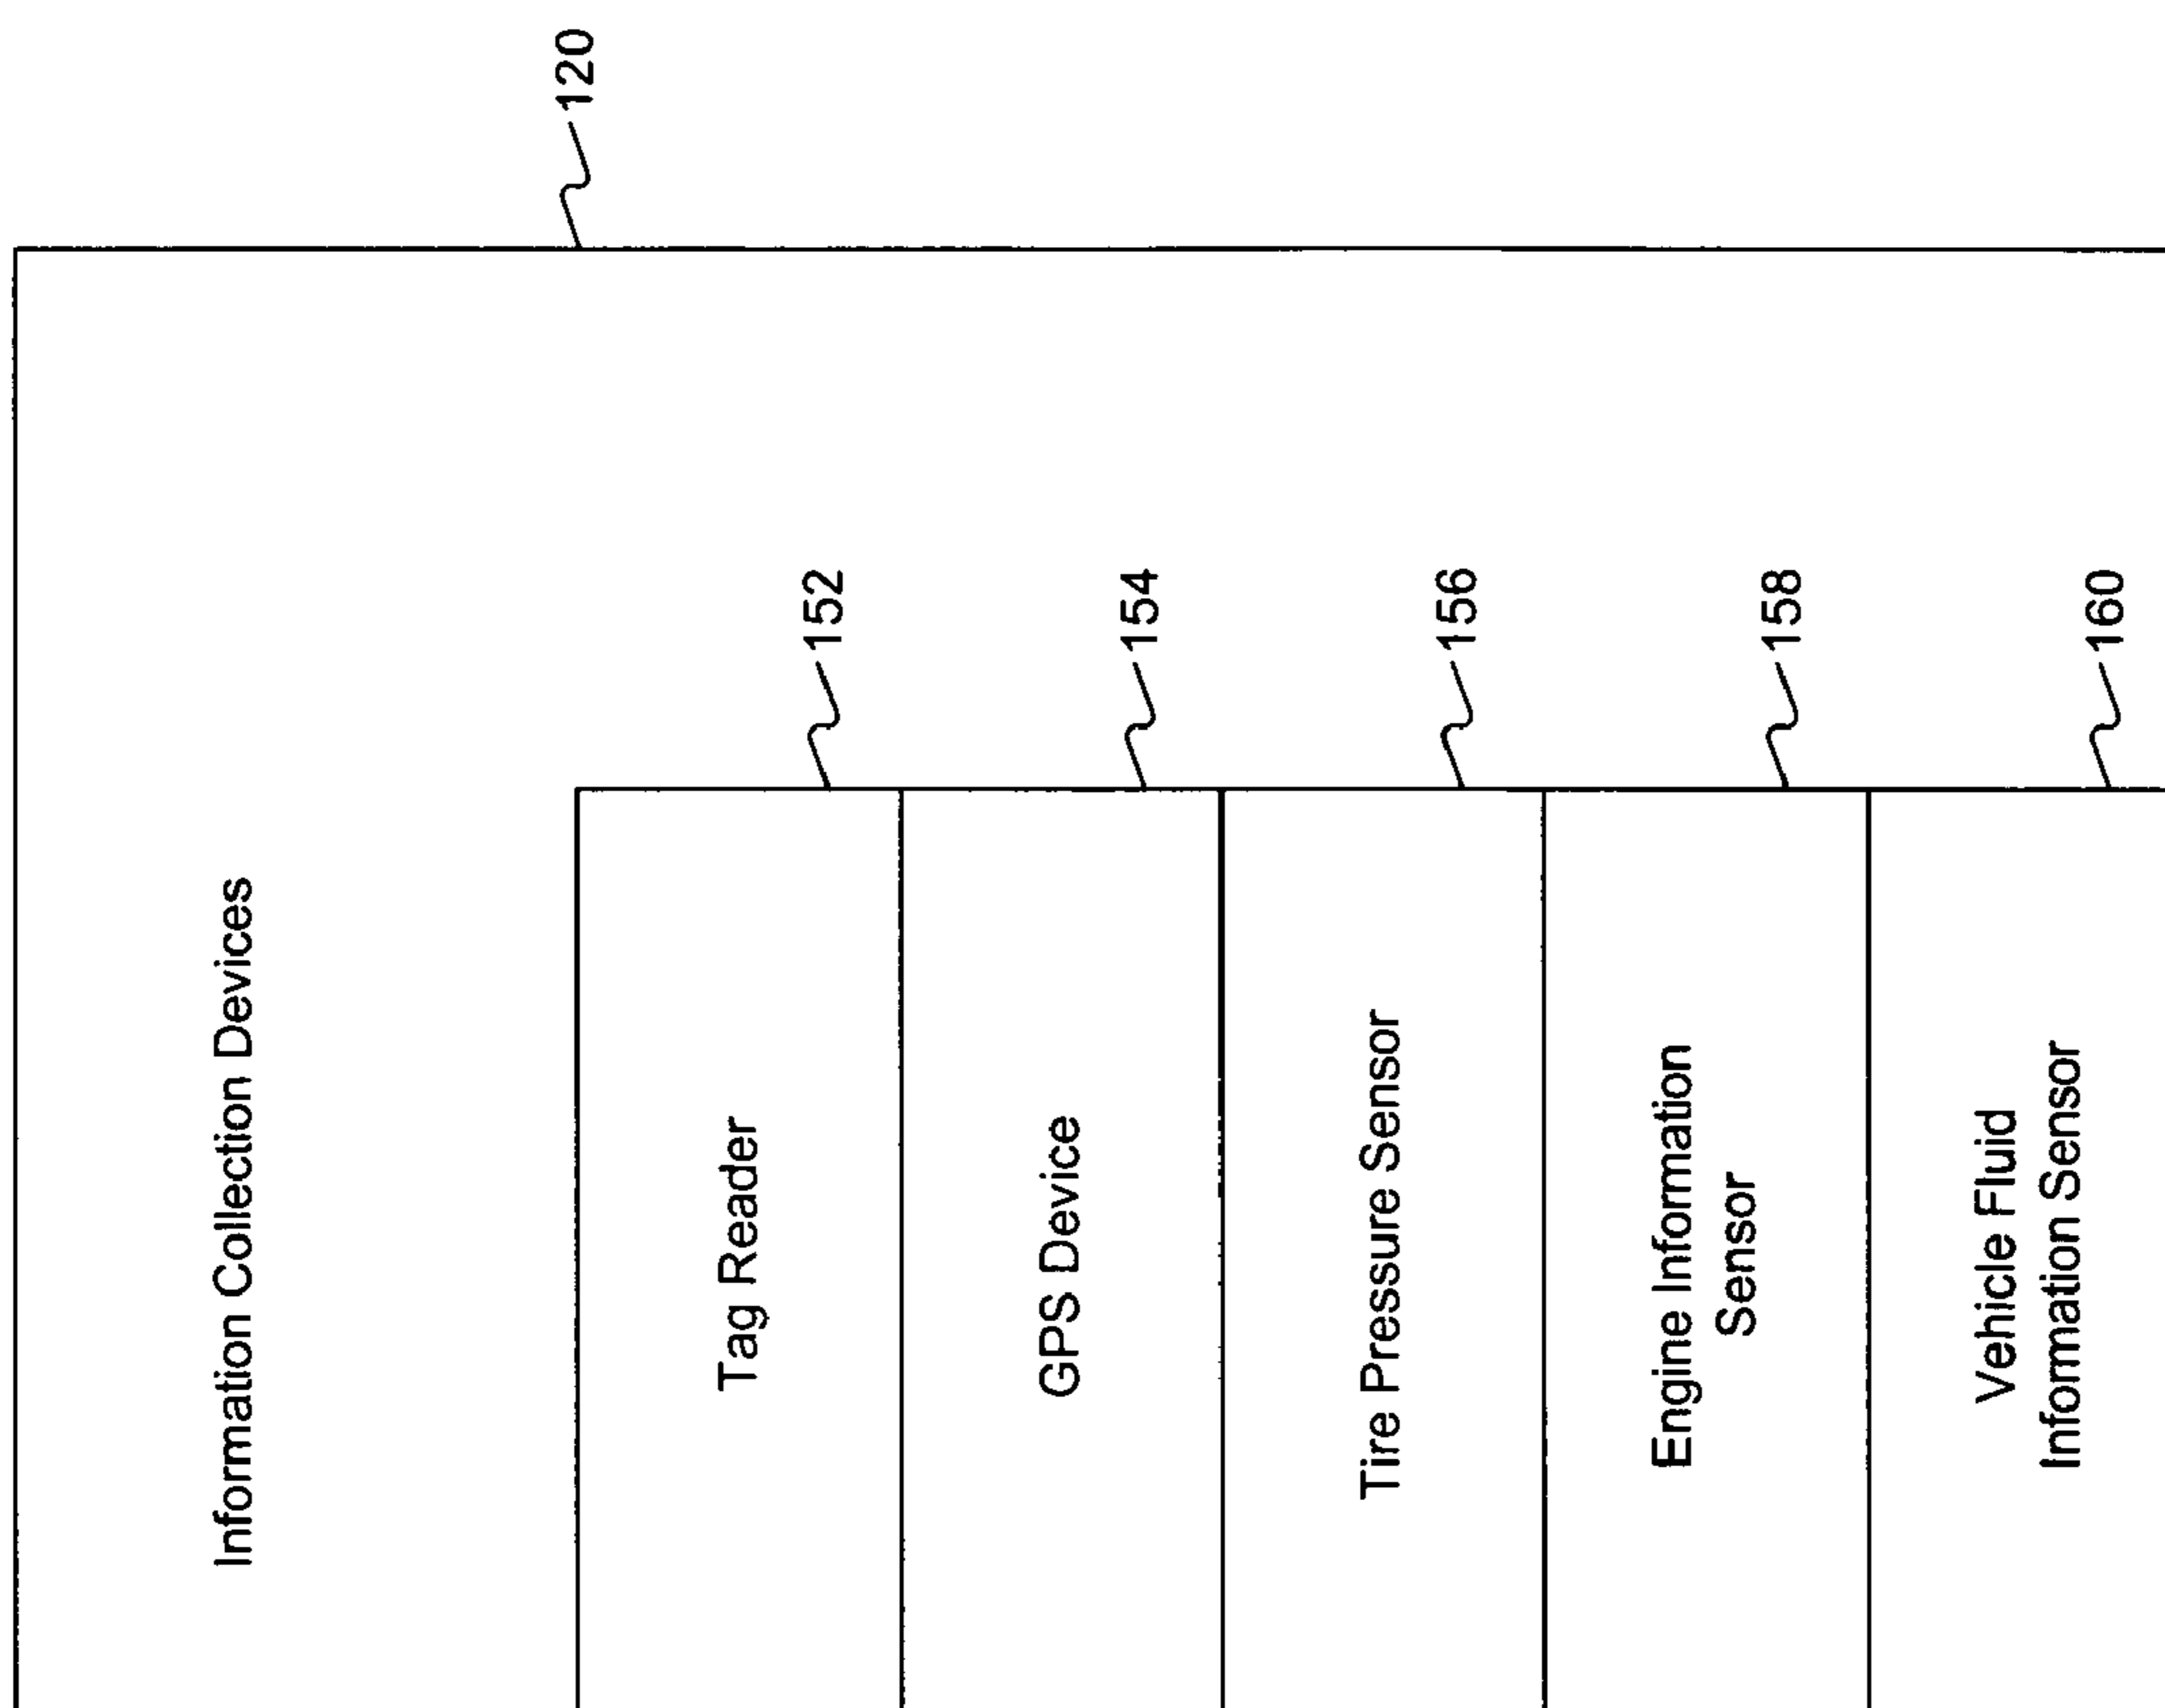 Information Collection Devices
120
Tag Reader
152
GPS Device
154
Tire Pressure Sensor
156
Engine Information
Sensor
158
Vehicle Fluid
Information Sensor
160